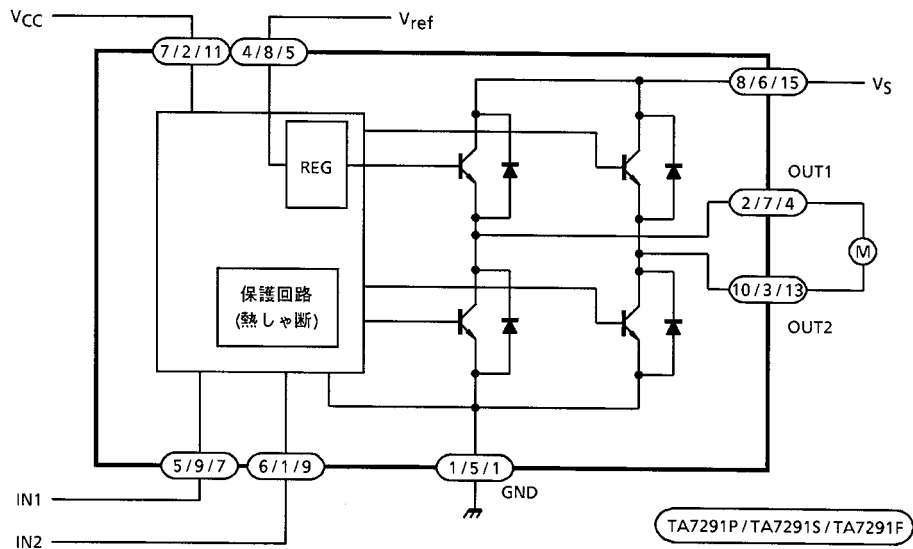 VCC
Vref
7/2/11
4/8/5
8/6/15
VS
REG
OUT1
2/7/4
M
保護回路
(熱しゃ断)
10/3/13
OUT2
5/9/7
6/1/9
1/5/1
GND
IN1
IN2
TA7291P/TA7291S/TA7291F